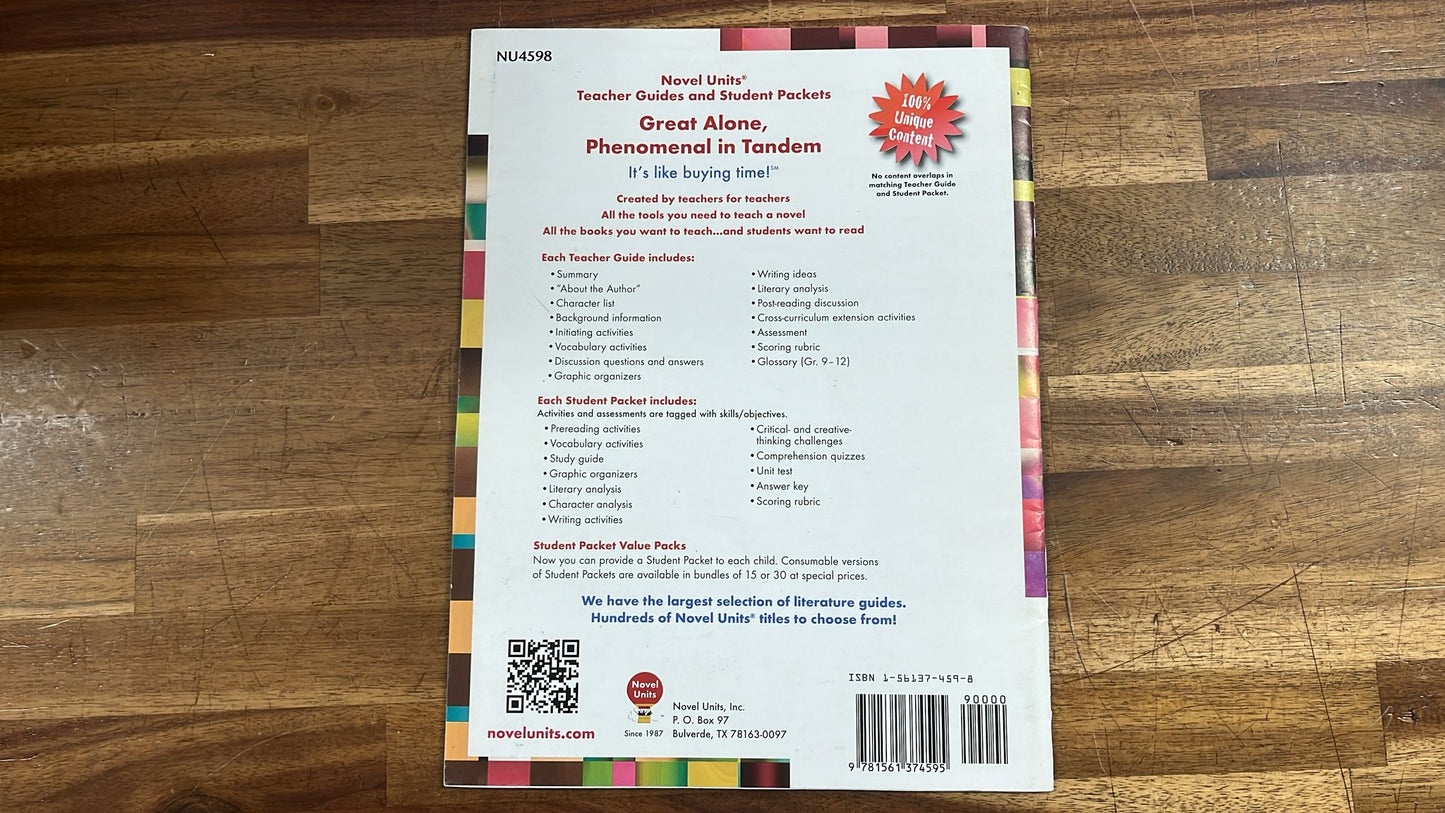 NU4598
Novel Units®
Teacher Guides and Student Packets
Great Alone,
Phenomenal in Tandem
It's like buying time!℠
100%
Unique
Content
No content overlaps in
matching Teacher Guide
and Student Packet.
Created by teachers for teachers
All the tools you need to teach a novel
All the books you want to teach...and students want to read
Each Teacher Guide includes:
• Summary
• "About the Author"
• Character list
• Background information
• Initiating activities
• Vocabulary activities
• Discussion questions and answers
• Graphic organizers
• Writing ideas
• Literary analysis
• Post-reading discussion
• Cross-curriculum extension activities
• Assessment
• Scoring rubric
• Glossary (Gr. 9–12)
Each Student Packet includes:
Activities and assessments are tagged with skills/objectives.
• Prereading activities
• Vocabulary activities
• Study guide
• Graphic organizers
• Literary analysis
• Character analysis
• Writing activities
• Critical- and creative-
thinking challenges
• Comprehension quizzes
• Unit test
• Answer key
• Scoring rubric
Student Packet Value Packs
Now you can provide a Student Packet to each child. Consumable versions
of Student Packets are available in bundles of 15 or 30 at special prices.
We have the largest selection of literature guides.
Hundreds of Novel Units® titles to choose from!
novelunits.com
Novel
Units
Since 1987
Novel Units, Inc.
P. O. Box 97
Bulverde, TX 78163-0097
ISBN 1-56137-459-8
90000
9 781561 374595